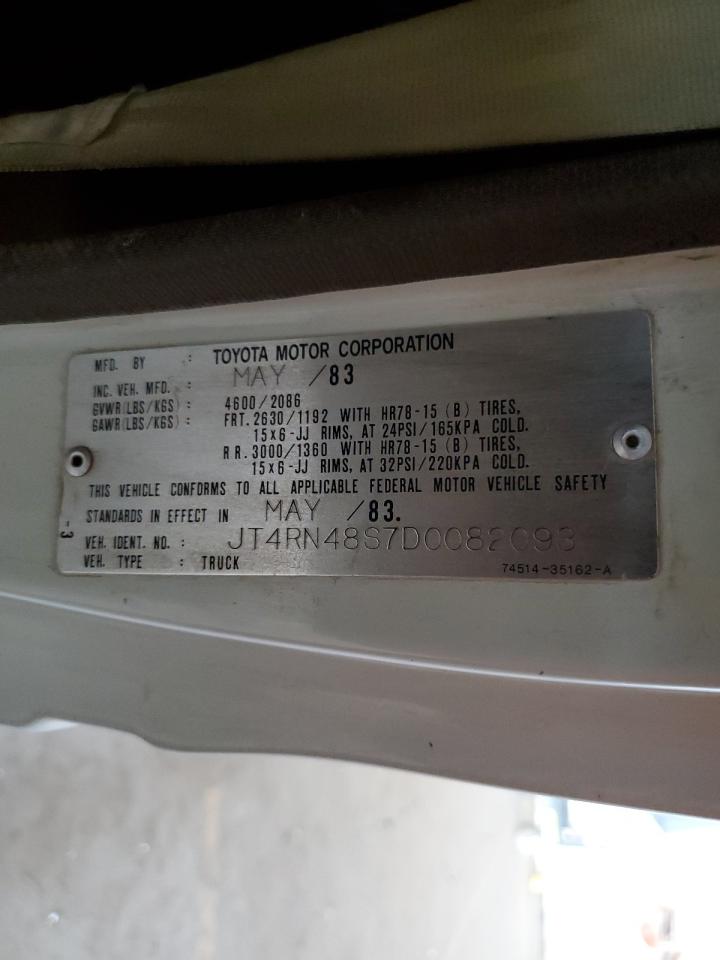 MFD. BY : TOYOTA MOTOR CORPORATION
INC. VEH. MFD. : MAY /83
GVWR(LBS/KGS) : 4600/2086
GAWR(LBS/KGS) : FRT. 2630/1192 WITH HR78-15 (B) TIRES,
15x6-JJ RIMS, AT 24PSI/165KPA COLD.
RR. 3000/1360 WITH HR78-15 (B) TIRES,
15x6-JJ RIMS, AT 32PSI/220KPA COLD.
THIS VEHICLE CONFORMS TO ALL APPLICABLE FEDERAL MOTOR VEHICLE SAFETY
STANDARDS IN EFFECT IN MAY /83.
VEH. IDENT. NO. : JT4RN48S7D0082093
VEH. TYPE : TRUCK
74514-35162-A